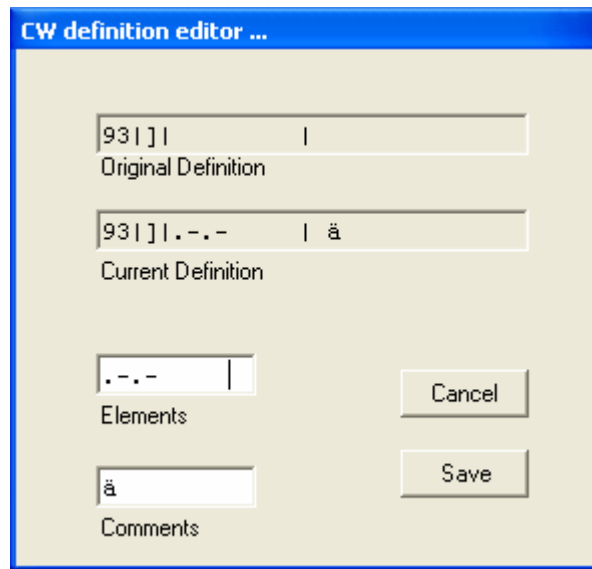 CW definition editor ...
93|]|          |
Original Definition
93|]|.-.-      | ä
Current Definition
.-.-
Elements
Cancel
ä
Comments
Save